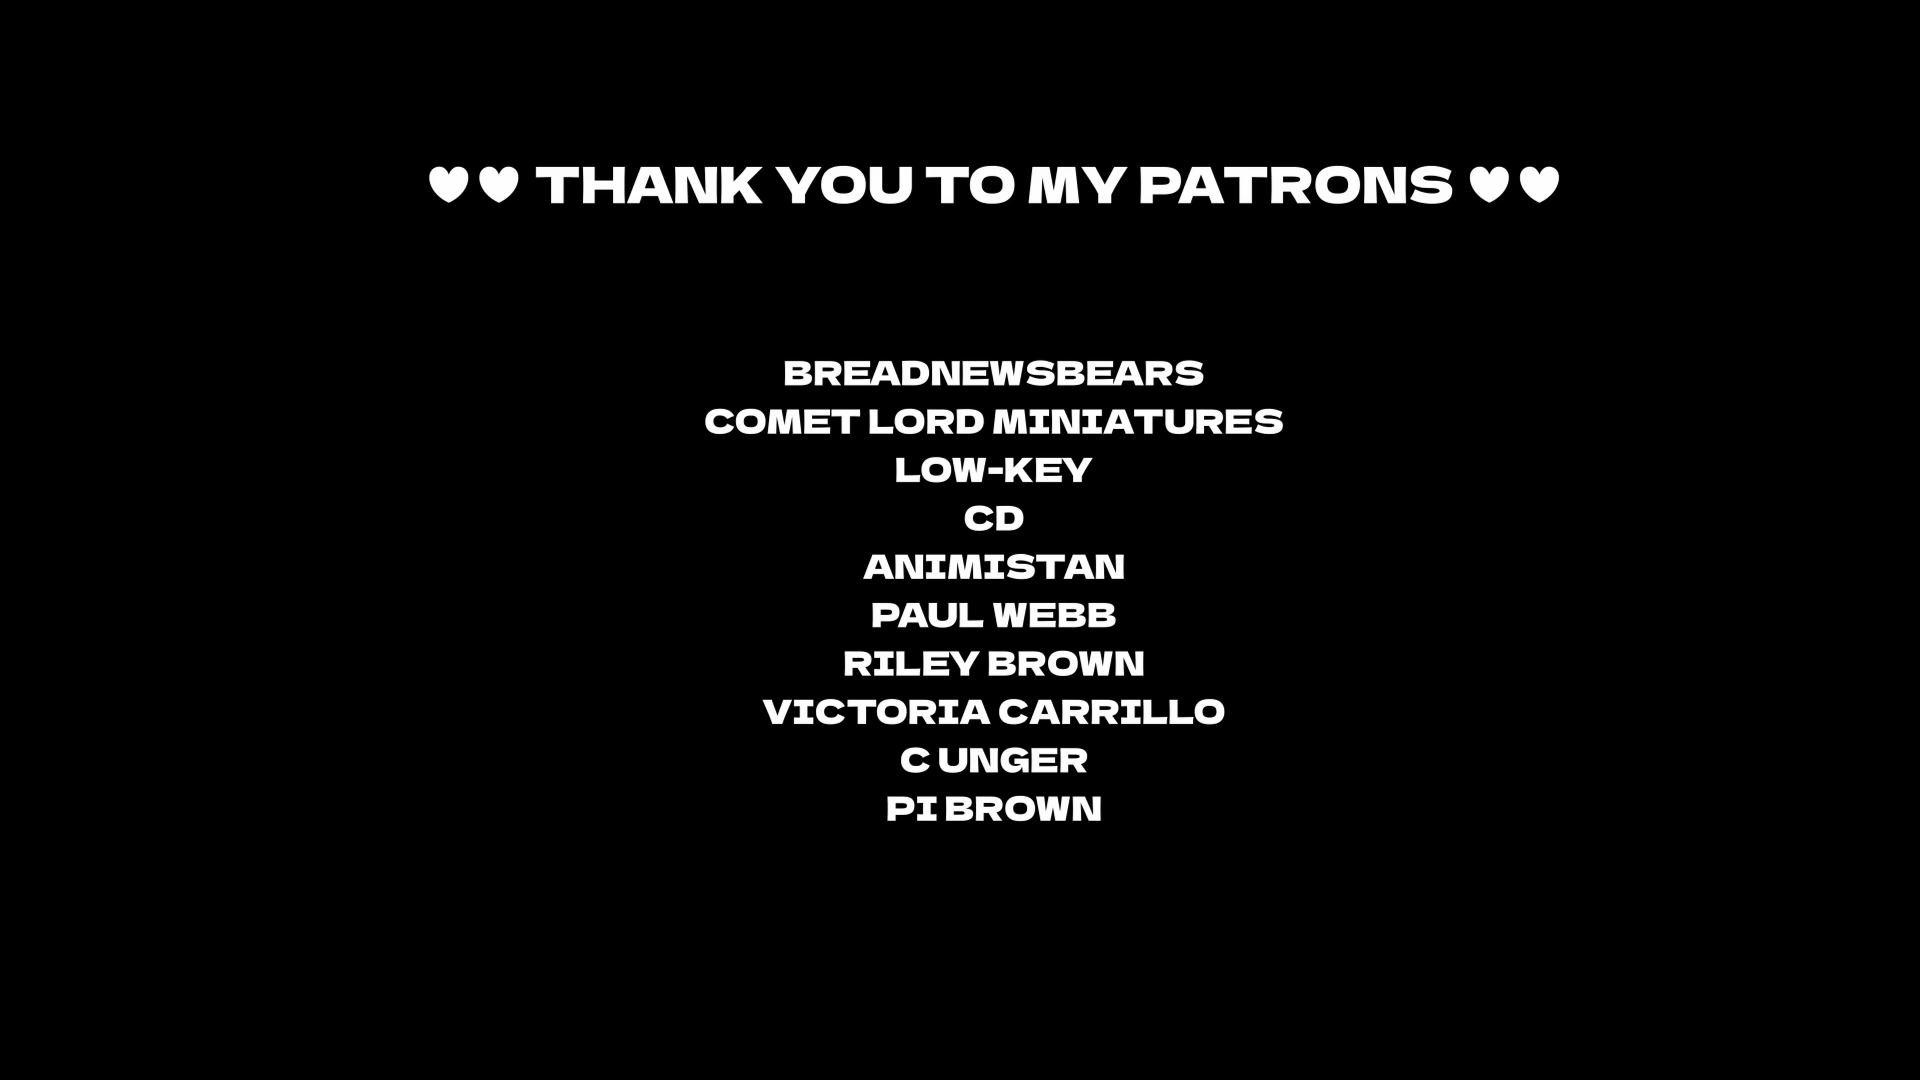 ♥♥ THANK YOU TO MY PATRONS ♥♥
BREADNEWSBEARS
COMET LORD MINIATURES
LOW-KEY
CD
ANIMISTAN
PAUL WEBB
RILEY BROWN
VICTORIA CARRILLO
C UNGER
PI BROWN